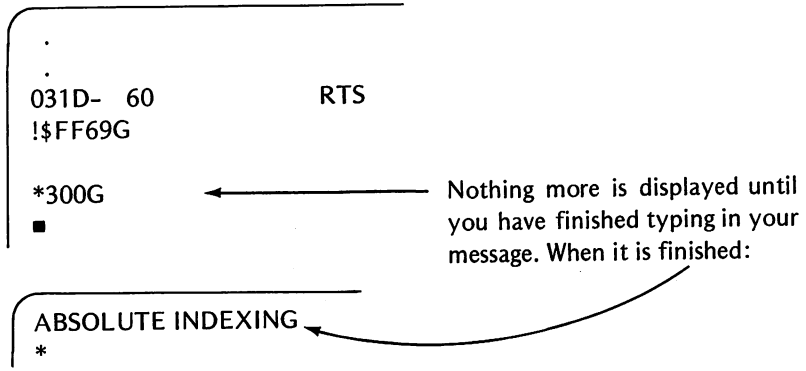 .
.
031D- 60 RTS
!$FF69G
*300G
Nothing more is displayed until
you have finished typing in your
message. When it is finished:
ABSOLUTE INDEXING
*